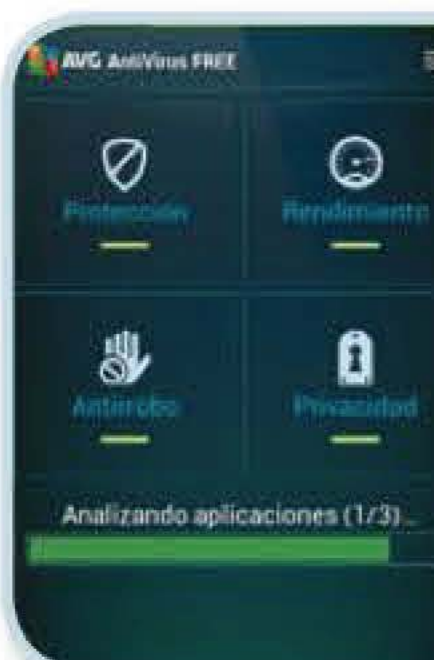 AVG AntiVirus FREE
Protección Rendimiento
Antirrobo Privacidad
Analizando aplicaciones (1/3)...